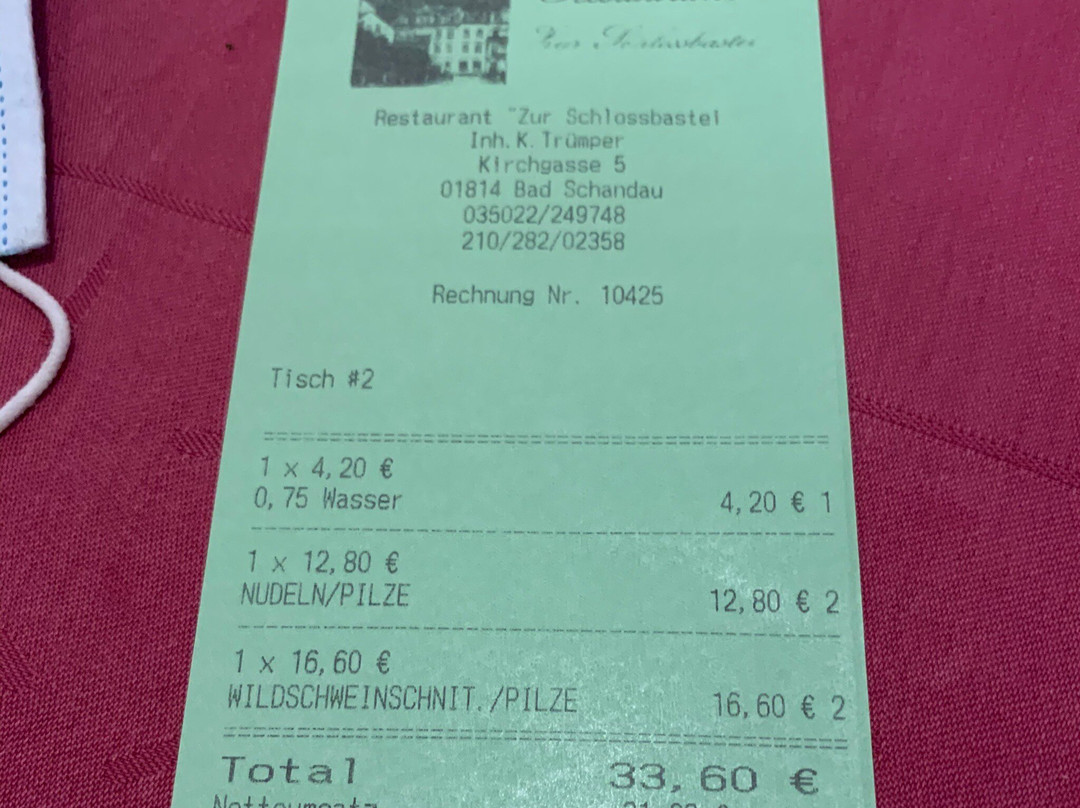 Restaurant "Zur Schlossbastei
Inh. K. Trümper
Kirchgasse 5
01814 Bad Schandau
035022/249748
210/282/02358
Rechnung Nr. 10425
Tisch #2
1 x 4,20 €
0,75 Wasser 4,20 € 1
1 x 12,80 €
NUDELN/PILZE 12,80 € 2
1 x 16,60 €
WILDSCHWEINSCHNIT./PILZE 16,60 € 2
Total 33,60 €